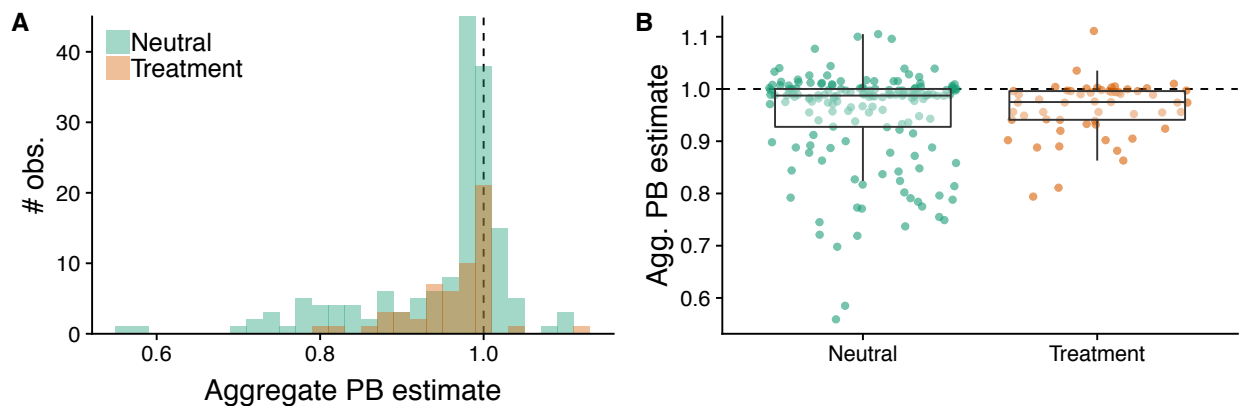 A
# obs.
40
30
20
10
0
Neutral
Treatment
0.6
0.8
1.0
Aggregate PB estimate
B
Agg. PB estimate
1.1
1.0
0.9
0.8
0.7
0.6
Neutral
Treatment